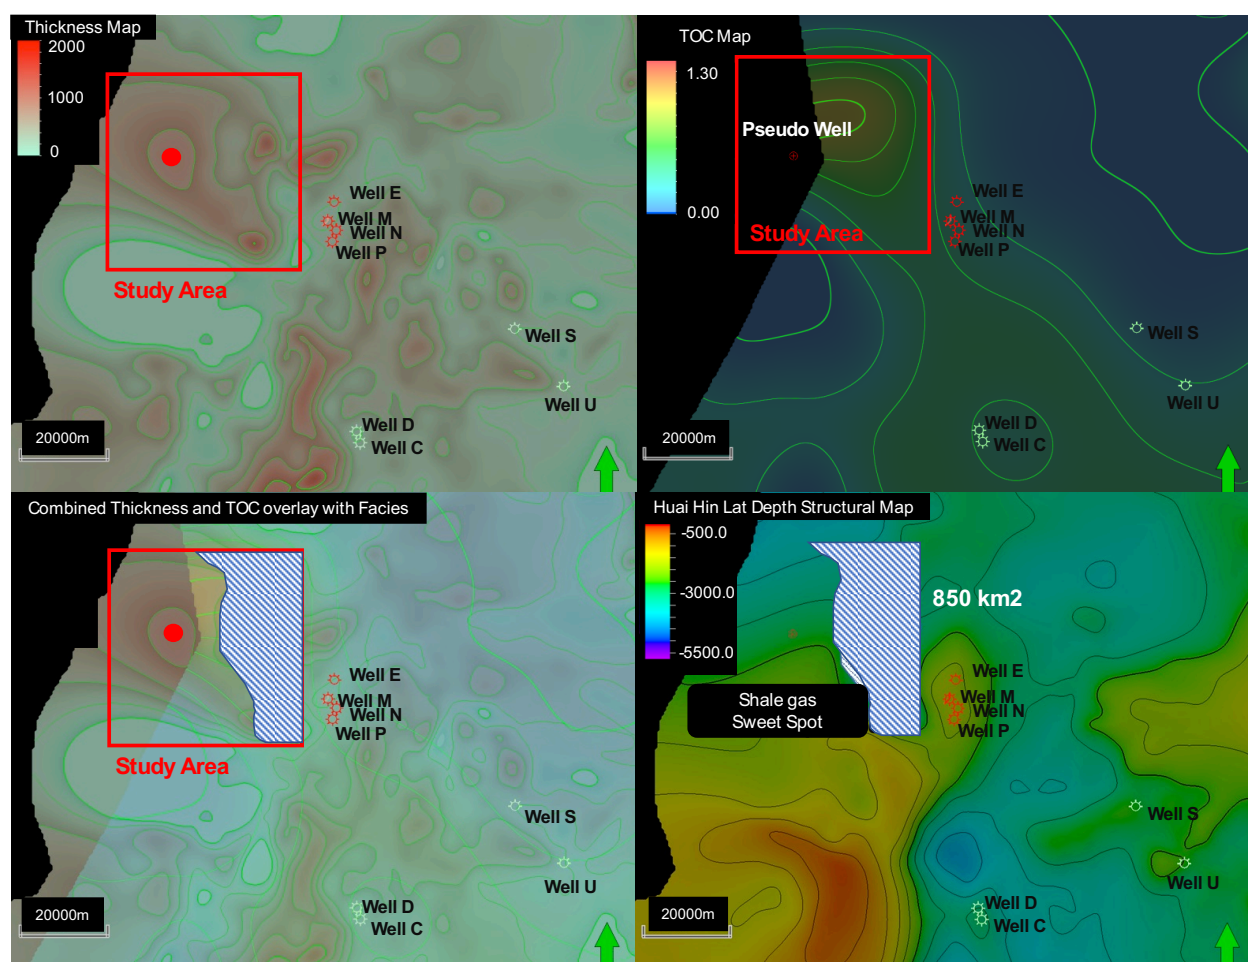 Thickness Map
2000
1000
0
Well E
Well M
Well N
Well P
Study Area
Well S
Well U
Well D
Well C
20000m
TOC Map
1.30
0.00
Pseudo Well
Study Area
Well E
Well M
Well N
Well P
Well S
Well U
Well D
Well C
20000m
Combined Thickness and TOC overlay with Facies
Well E
Well M
Well N
Well P
Study Area
Well S
Well U
Well D
Well C
20000m
Huai Hin Lat Depth Structural Map
-500.0
-3000.0
-5500.0
850 km2
Well E
Well M
Well N
Well P
Shale gas
Sweet Spot
Well S
Well U
Well D
Well C
20000m